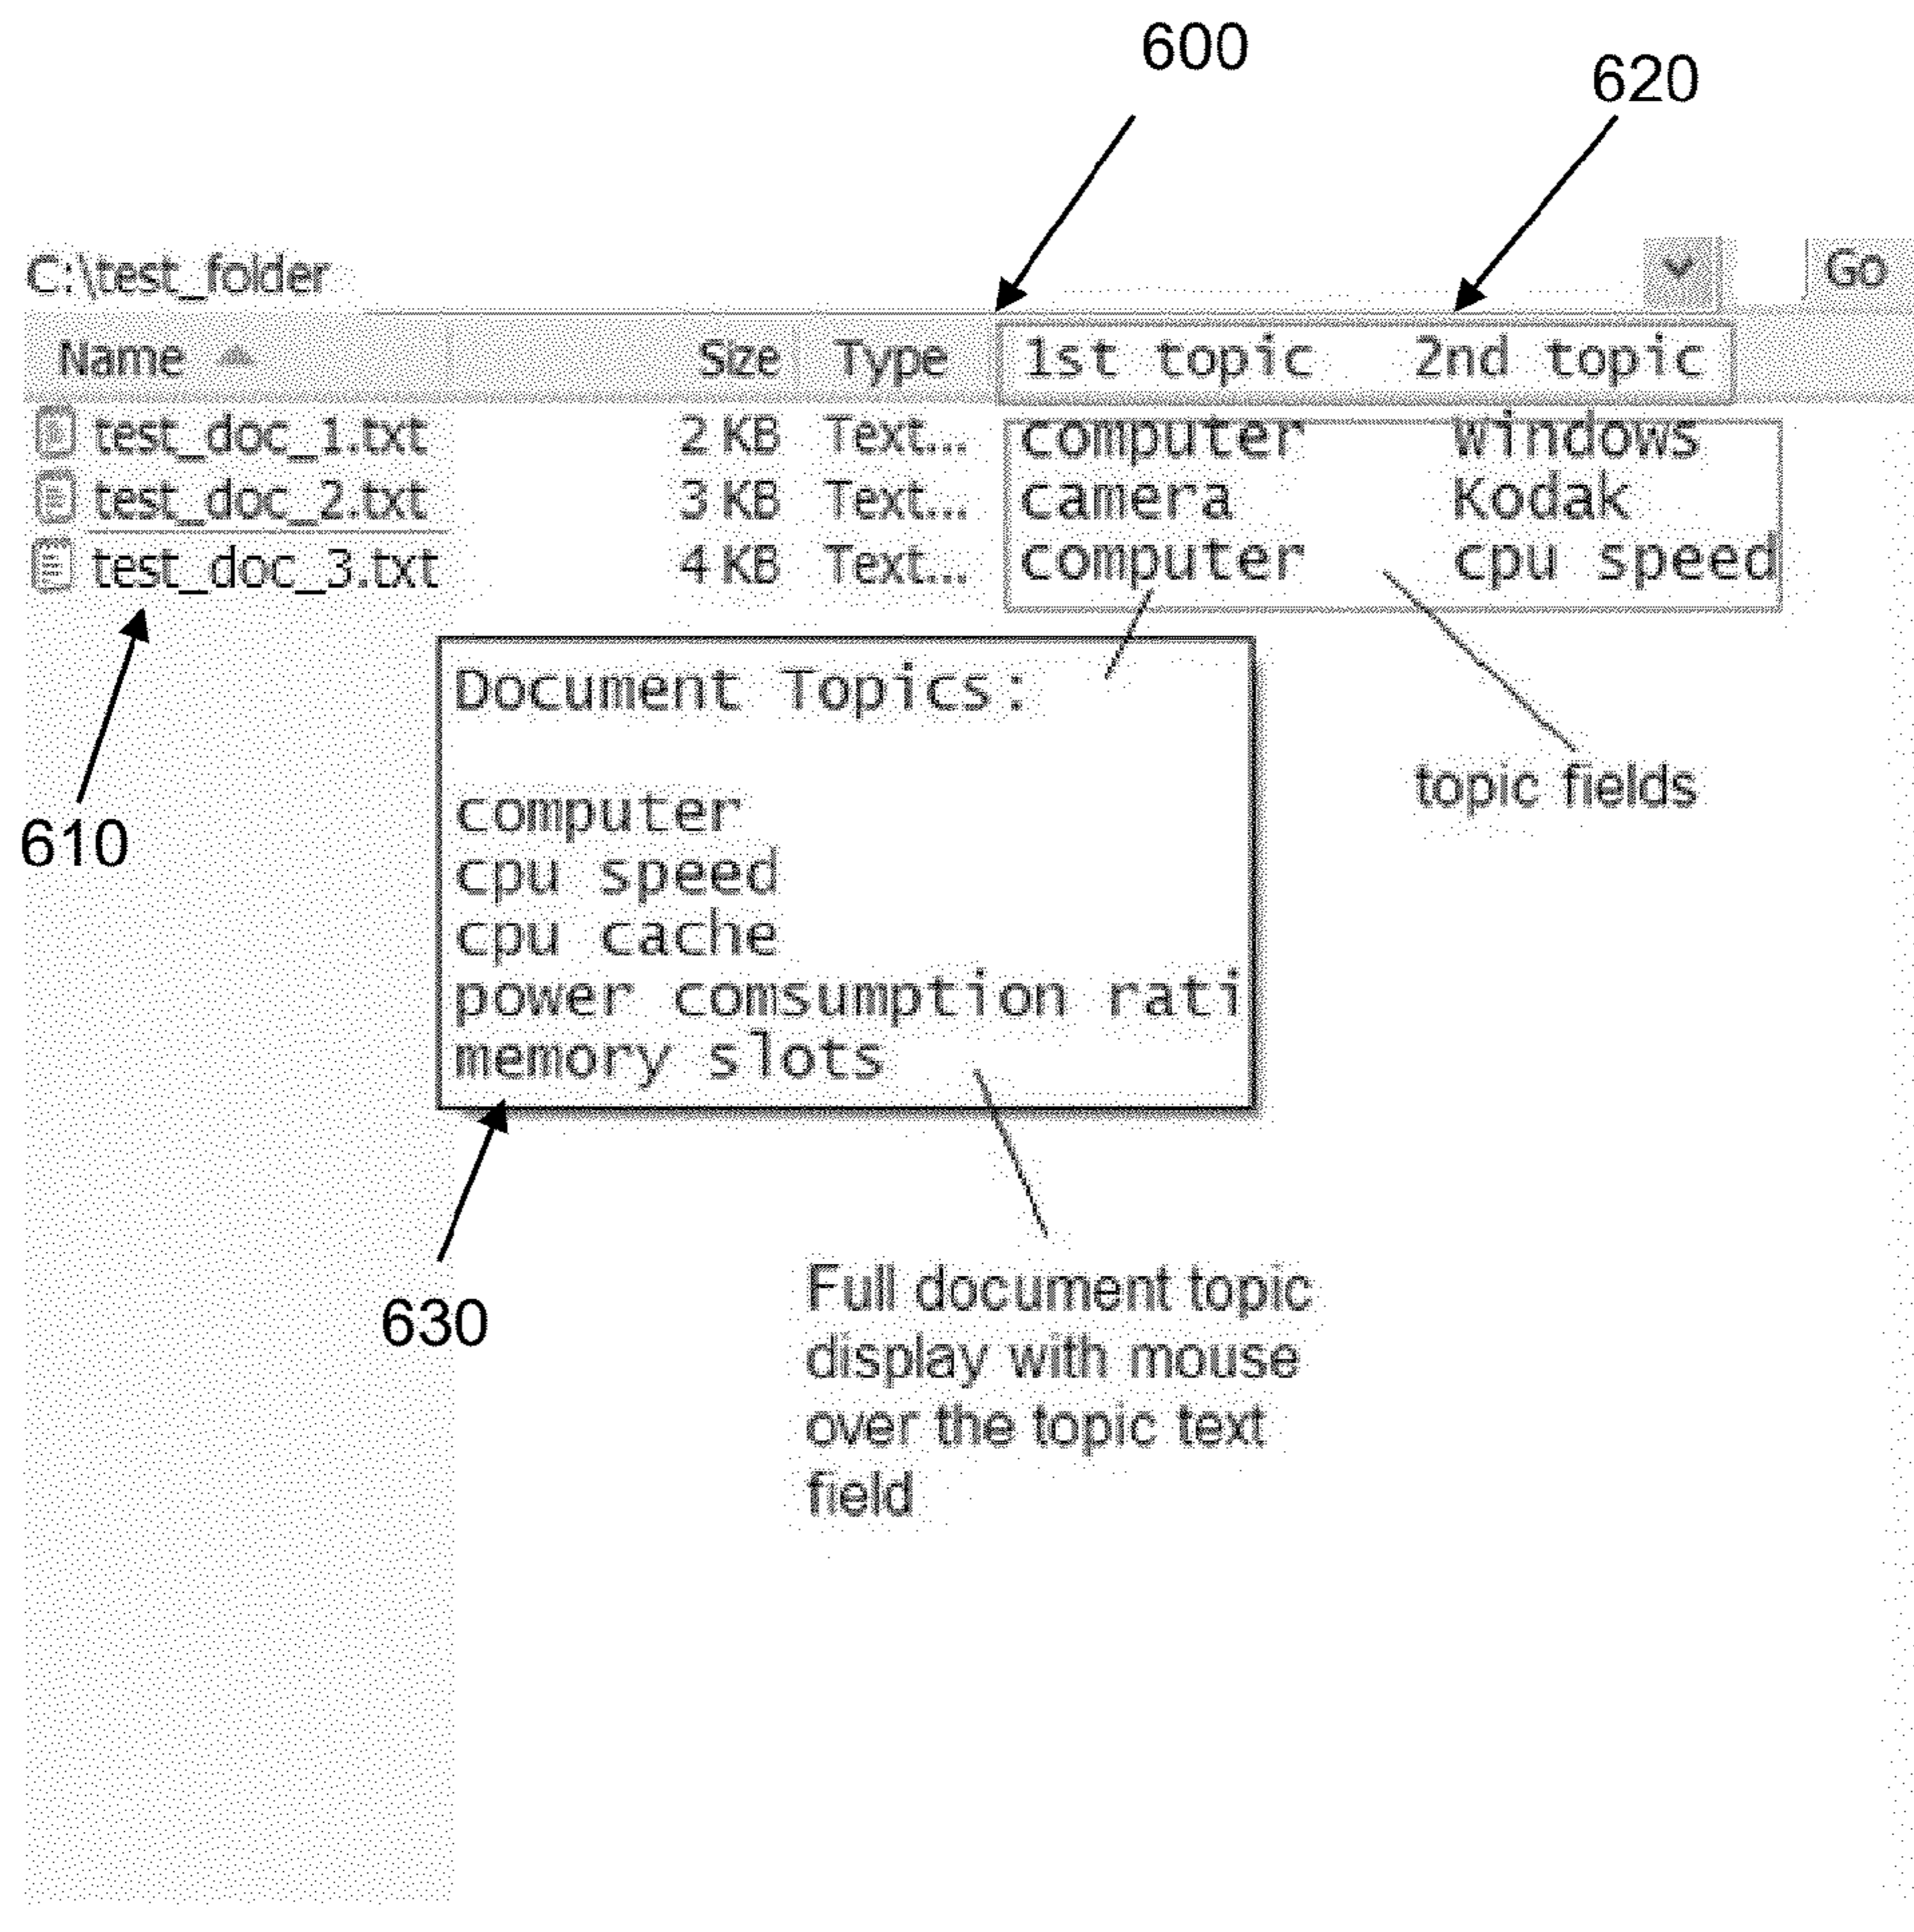 600
620
C:\test_folder
Go
Name Size Type 1st topic 2nd topic
test_doc_1.txt 2 KB Text... computer Windows
test_doc_2.txt 3 KB Text... camera Kodak
test_doc_3.txt 4 KB Text... computer cpu speed
Document Topics:
topic fields
computer
610
cpu speed
cpu cache
power comsumption rati
memory slots
Full document topic
630
display with mouse
over the topic text
field